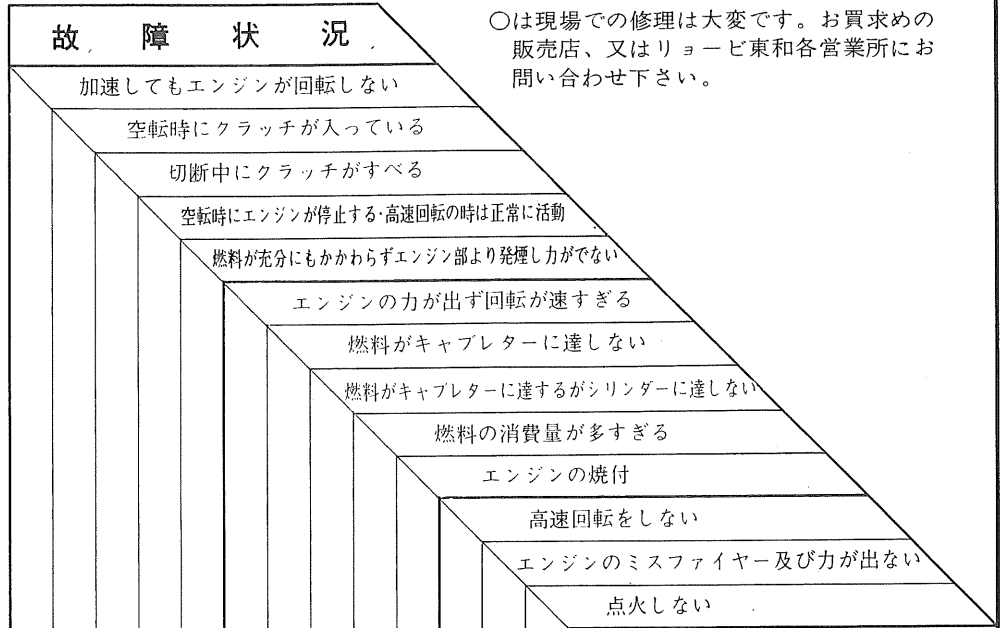 故障状況
〇は現場での修理は大変です。お買求めの
販売店、又はリョービ東和各営業所にお
問い合わせ下さい。
加速してもエンジンが回転しない
空転時にクラッチが入っている
切断中にクラッチがすべる
空転時にエンジンが停止する・高速回転の時は正常に活動
燃料が充分にもかかわらずエンジン部より発煙し力がでない
エンジンの力が出ず回転が速すぎる
燃料がキャブレターに達しない
燃料がキャブレターに達するがシリンダーに達しない
燃料の消費量が多すぎる
エンジンの焼付
高速回転をしない
エンジンのミスファイヤー及び力が出ない
点火しない